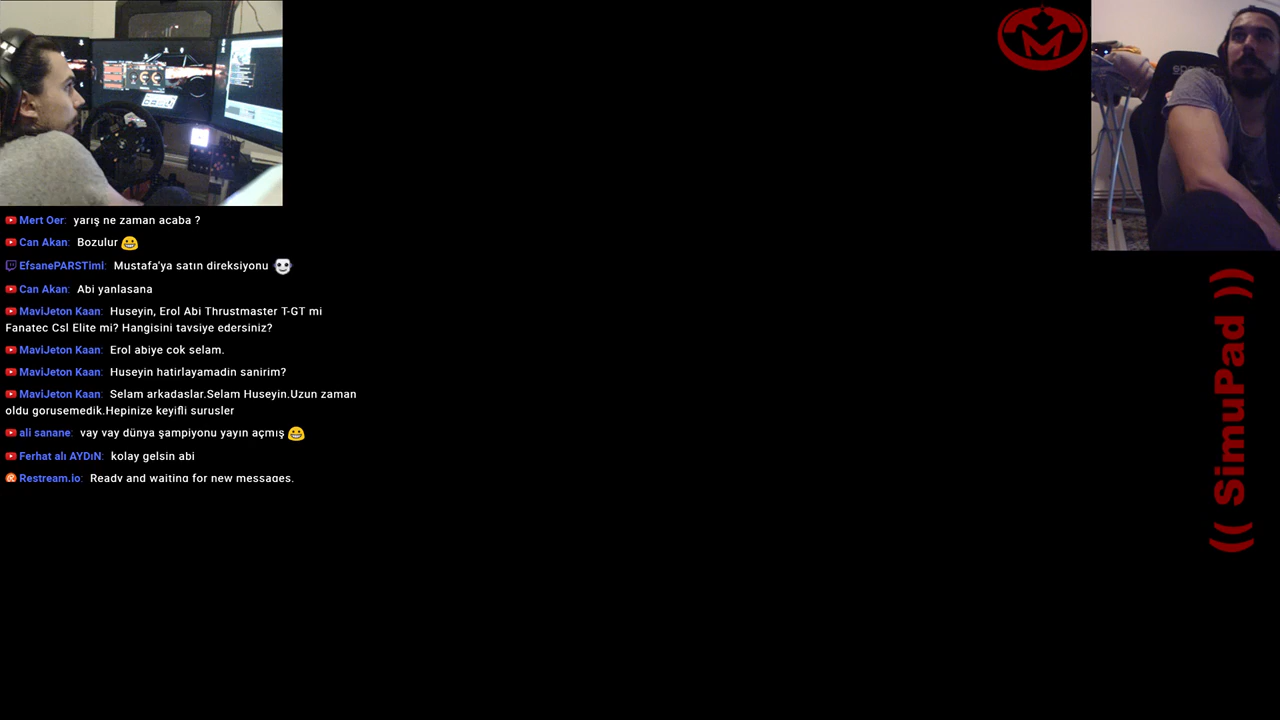 Mert Oer: yarış ne zaman acaba ?
Can Akan: Bozulur
EfsanePARSTimi: Mustafa'ya satın direksiyonu
Can Akan: Abi yanlasana
MaviJeton Kaan: Huseyin, Erol Abi Thrustmaster T-GT mi
Fanatec Csl Elite mi? Hangisini tavsiye edersiniz?
MaviJeton Kaan: Erol abiye cok selam.
MaviJeton Kaan: Huseyin hatirlayamadin sanirim?
MaviJeton Kaan: Selam arkadaslar.Selam Huseyin.Uzun zaman
oldu gorusemedik.Hepinize keyifli surusler
ali sanane: vay vay dünya şampiyonu yayın açmış
Ferhat alı AYDıN: kolay gelsin abi
Restream.io: Ready and waiting for new messages.
M
(( SimuPad ))